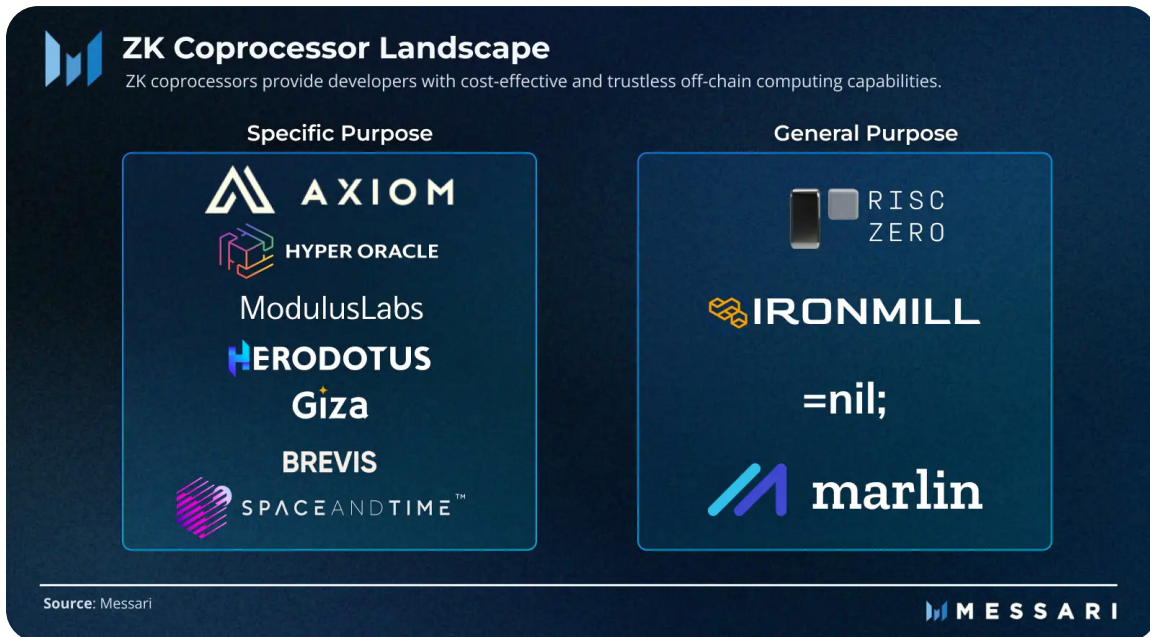 ZK Coprocessor Landscape
ZK coprocessors provide developers with cost-effective and trustless off-chain computing capabilities.
Specific Purpose
AXIOM
HYPER ORACLE
ModulusLabs
HERODOTUS
Giza
BREVIS
SPACEANDTIME™
General Purpose
RISC
ZERO
IRONMILL
=nil;
marlin
Source: Messari
MESSARI